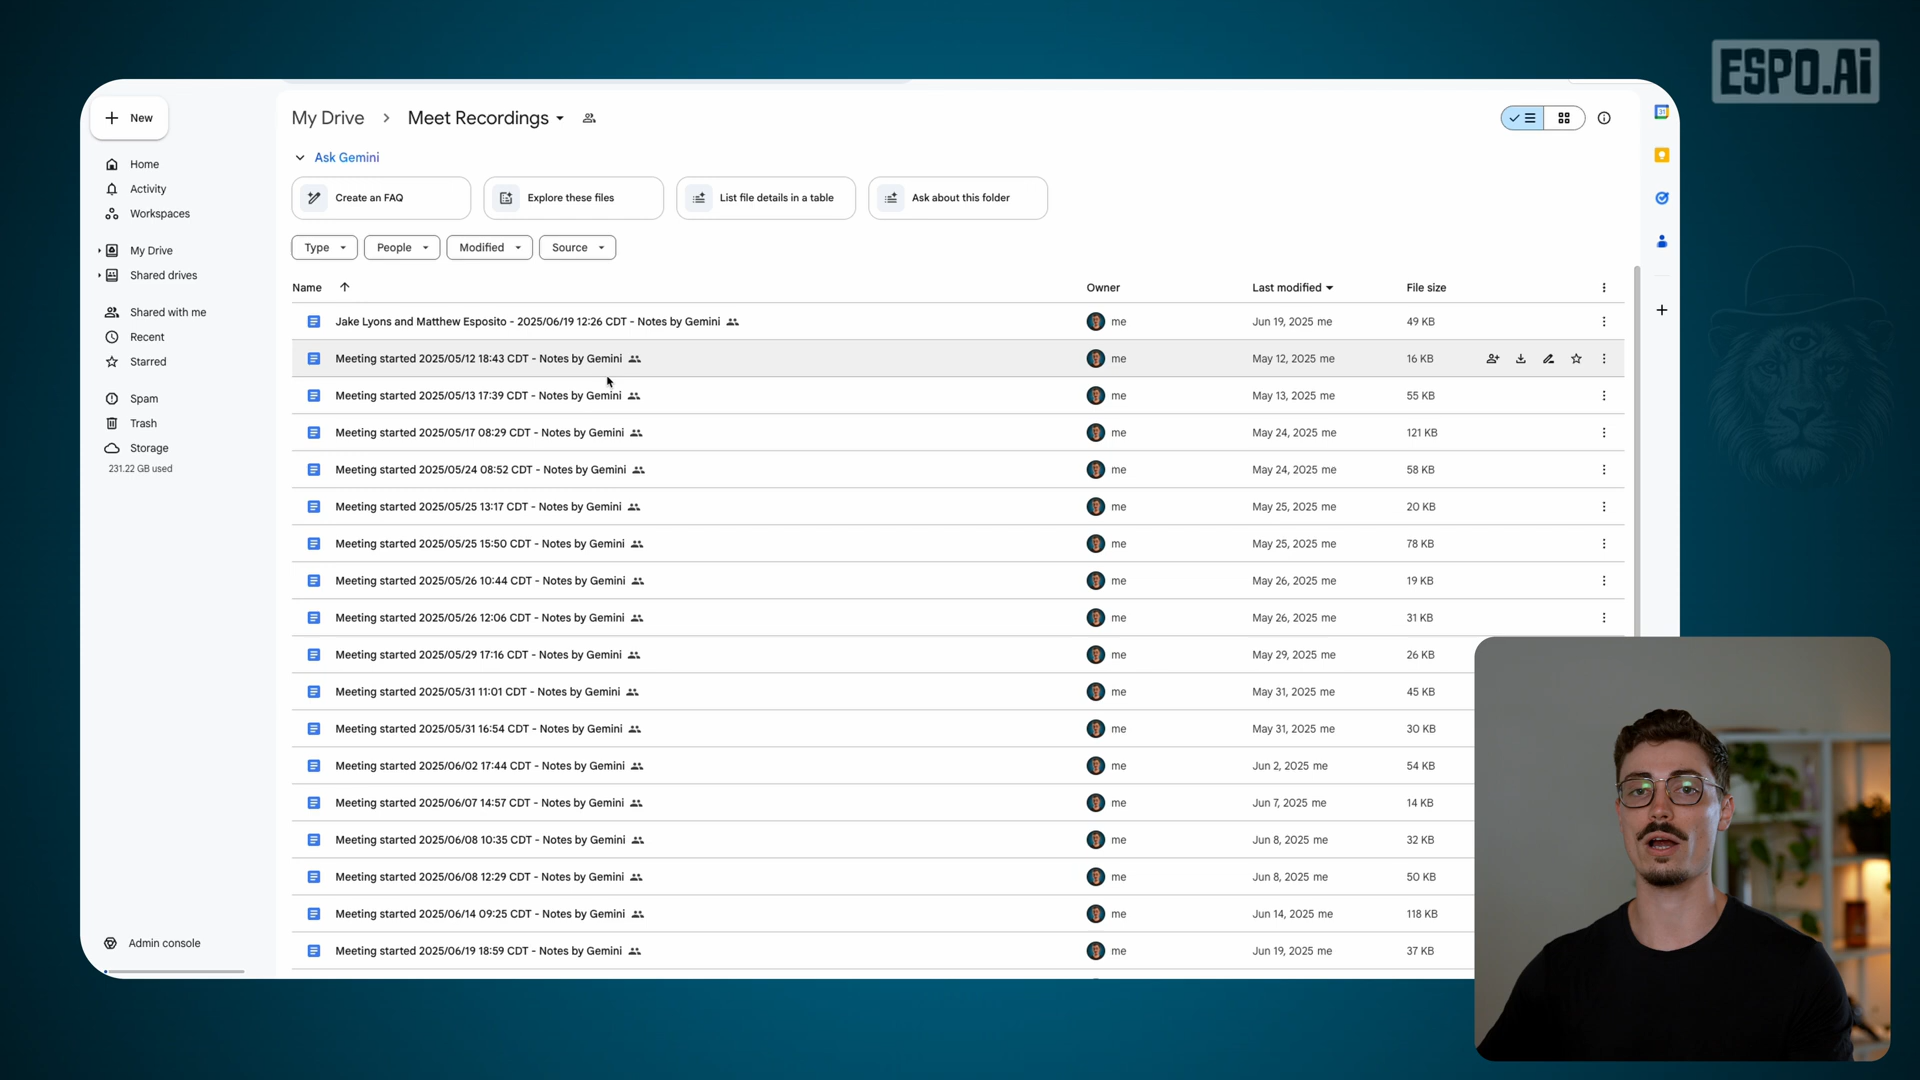 ESPO.Ai
New
My Drive > Meet Recordings
Ask Gemini
Create an FAQ
Explore these files
List file details in a table
Ask about this folder
Type
People
Modified
Source
Home
Activity
Workspaces
My Drive
Shared drives
Shared with me
Recent
Starred
Spam
Trash
Storage
231.22 GB used
Admin console
Name Owner Last modified File size
Jake Lyons and Matthew Esposito - 2025/06/19 12:26 CDT - Notes by Gemini me Jun 19, 2025 me 49 KB
Meeting started 2025/05/12 18:43 CDT - Notes by Gemini me May 12, 2025 me 16 KB
Meeting started 2025/05/13 17:39 CDT - Notes by Gemini me May 13, 2025 me 55 KB
Meeting started 2025/05/17 08:29 CDT - Notes by Gemini me May 24, 2025 me 121 KB
Meeting started 2025/05/24 08:52 CDT - Notes by Gemini me May 24, 2025 me 58 KB
Meeting started 2025/05/25 13:17 CDT - Notes by Gemini me May 25, 2025 me 20 KB
Meeting started 2025/05/25 15:50 CDT - Notes by Gemini me May 25, 2025 me 78 KB
Meeting started 2025/05/26 10:44 CDT - Notes by Gemini me May 26, 2025 me 19 KB
Meeting started 2025/05/26 12:06 CDT - Notes by Gemini me May 26, 2025 me 31 KB
Meeting started 2025/05/29 17:16 CDT - Notes by Gemini me May 29, 2025 me 26 KB
Meeting started 2025/05/31 11:01 CDT - Notes by Gemini me May 31, 2025 me 45 KB
Meeting started 2025/05/31 16:54 CDT - Notes by Gemini me May 31, 2025 me 30 KB
Meeting started 2025/06/02 17:44 CDT - Notes by Gemini me Jun 2, 2025 me 54 KB
Meeting started 2025/06/07 14:57 CDT - Notes by Gemini me Jun 7, 2025 me 14 KB
Meeting started 2025/06/08 10:35 CDT - Notes by Gemini me Jun 8, 2025 me 32 KB
Meeting started 2025/06/08 12:29 CDT - Notes by Gemini me Jun 8, 2025 me 50 KB
Meeting started 2025/06/14 09:25 CDT - Notes by Gemini me Jun 14, 2025 me 118 KB
Meeting started 2025/06/19 18:59 CDT - Notes by Gemini me Jun 19, 2025 me 37 KB
31